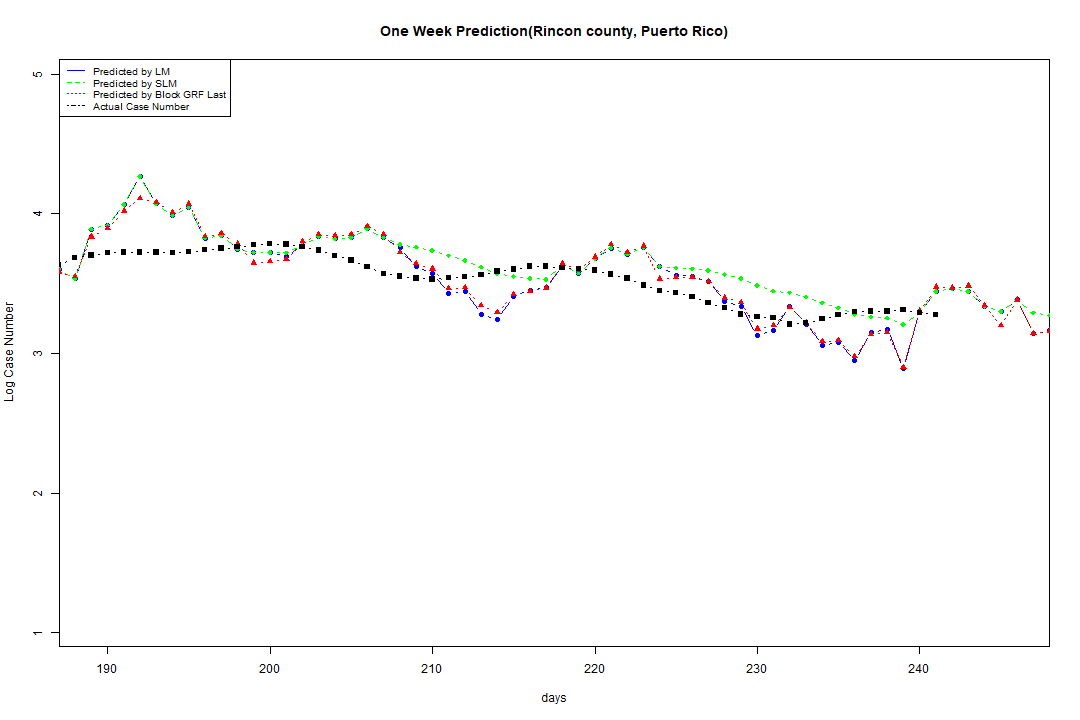 One Week Prediction(Rincon county, Puerto Rico)
5
4
3
2
1
Log Case Number
Predicted by LM
Predicted by SLM
Predicted by Block GRF Last
Actual Case Number
190 200 210 220 230 240
days